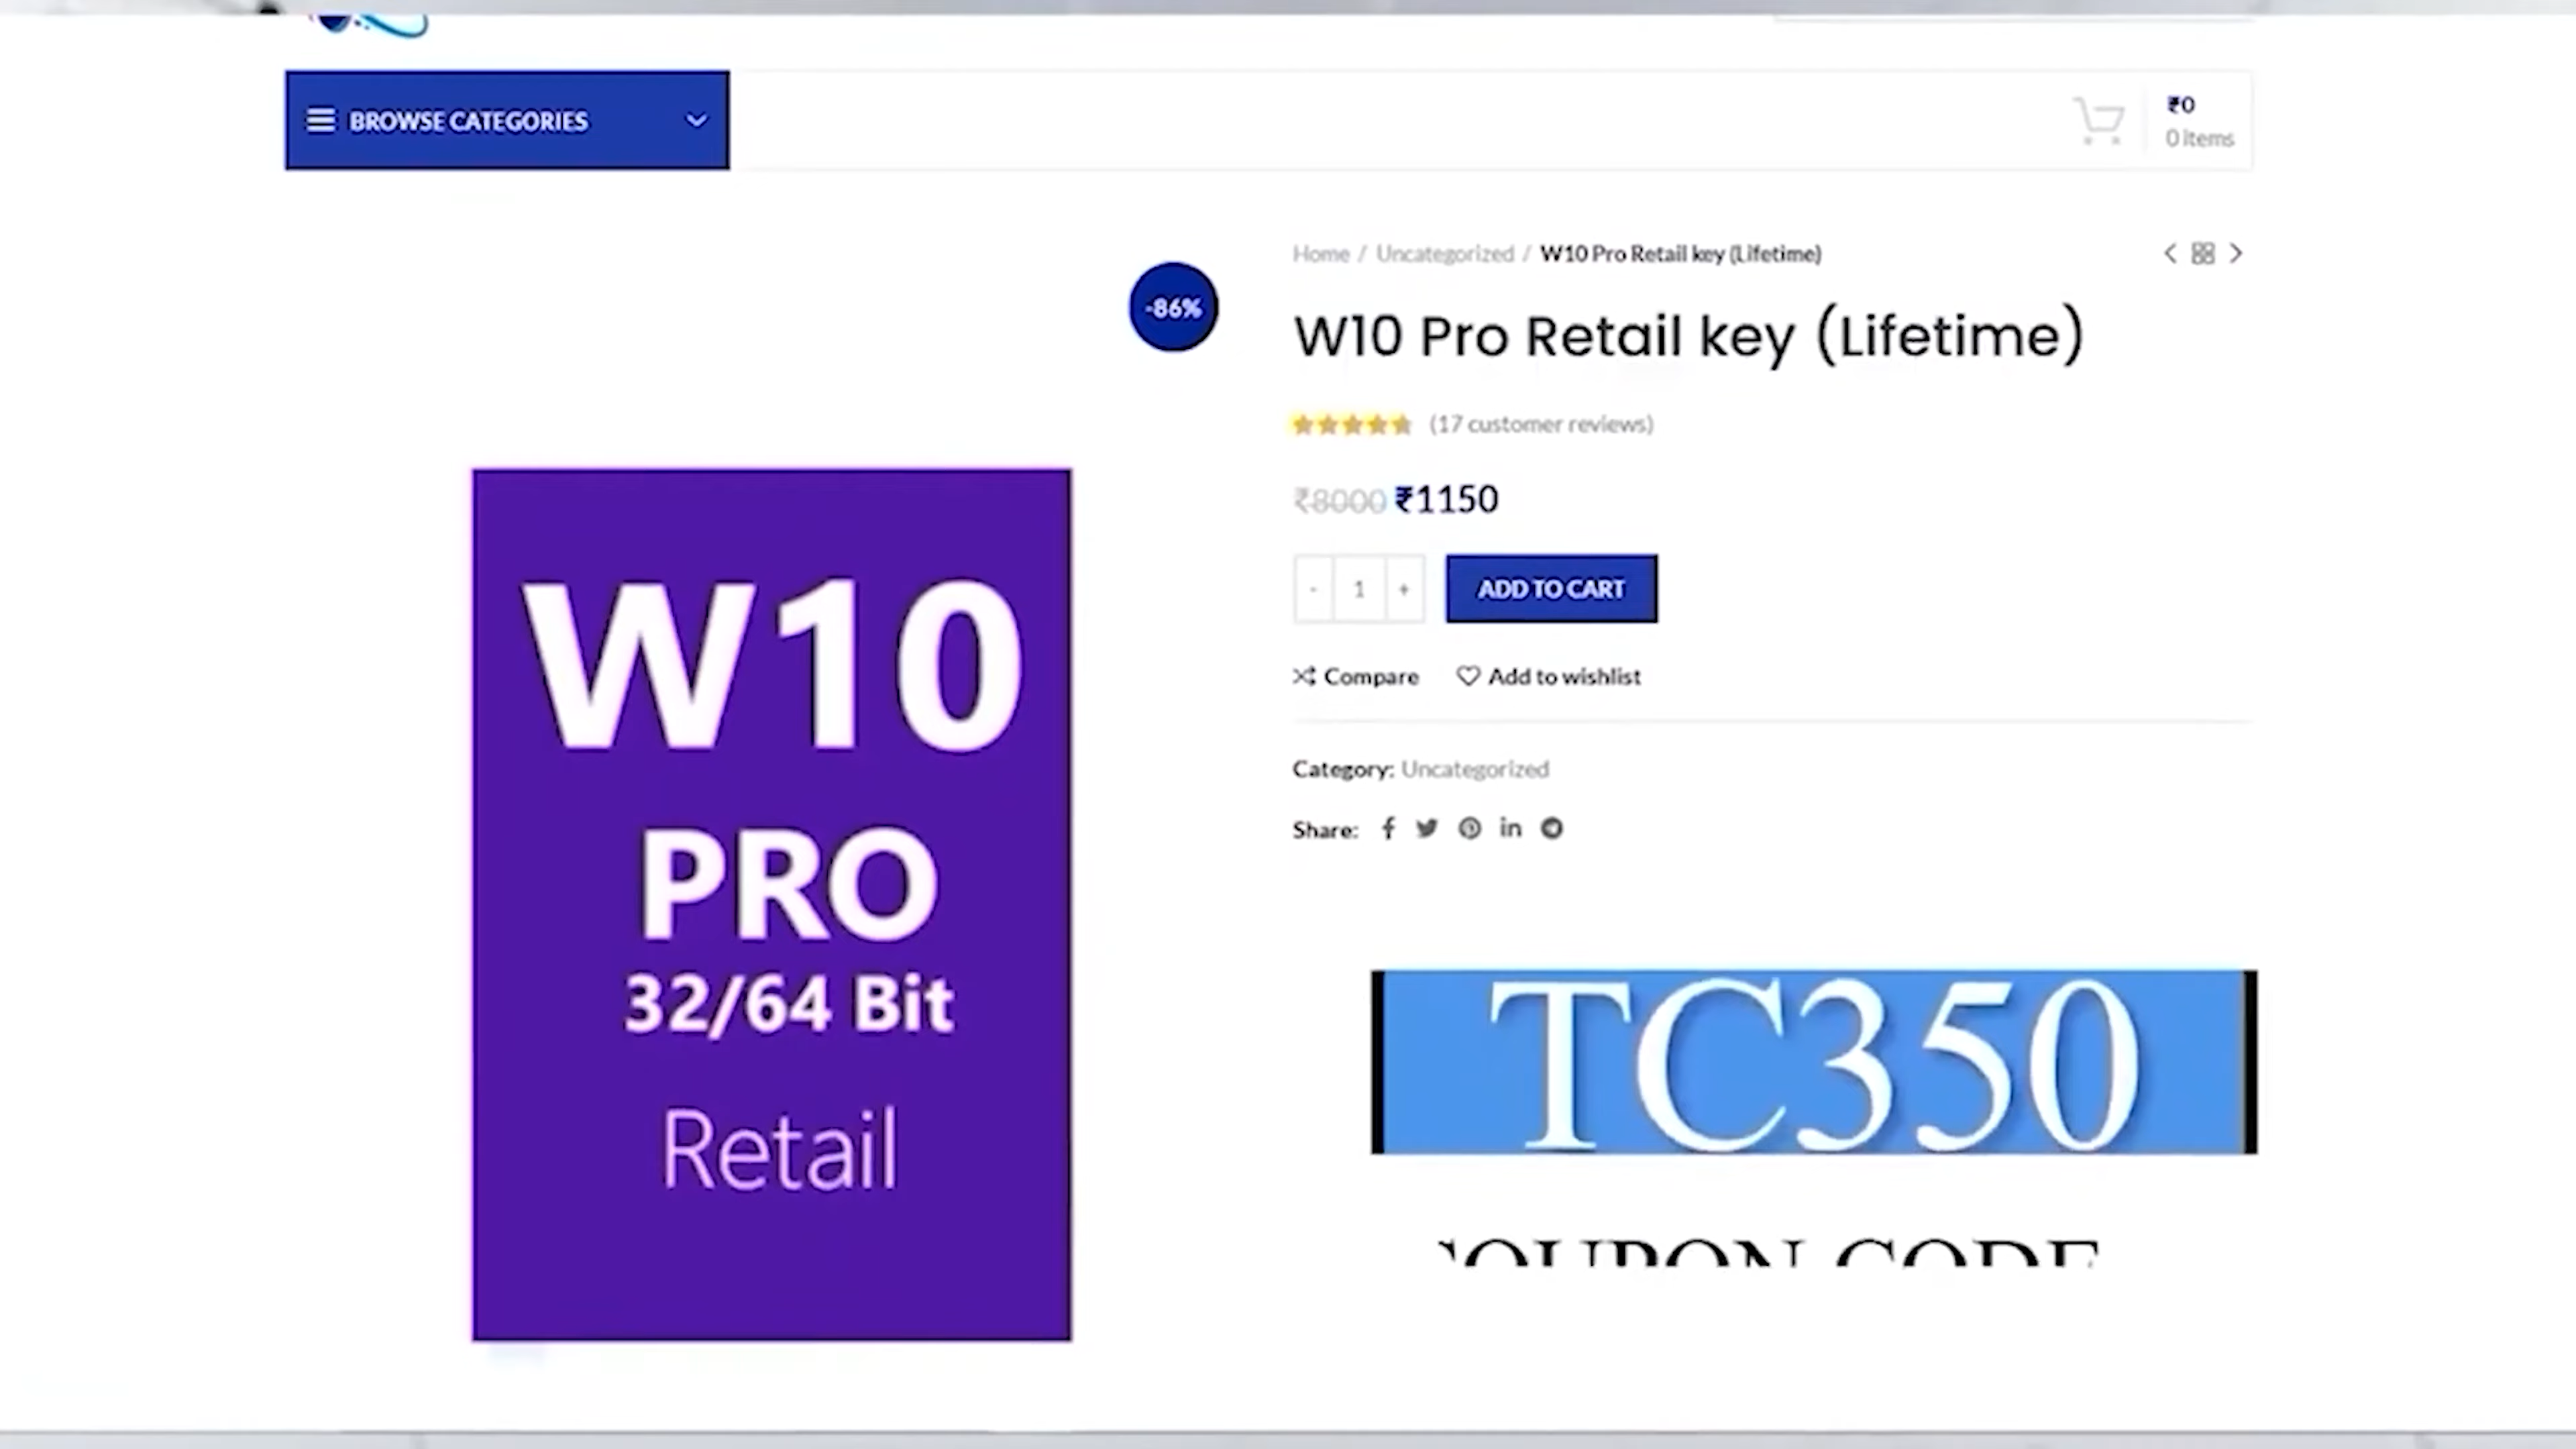 BROWSE CATEGORIES
₹0
0 items
Home / Uncategorized / W10 Pro Retail key (Lifetime)
-86%
W10 Pro Retail key (Lifetime)
(17 customer reviews)
₹8000 ₹1150
- 1 +
ADD TO CART
Compare
Add to wishlist
Category: Uncategorized
Share:
W10
PRO
32/64 Bit
Retail
TC350
COUPON CODE